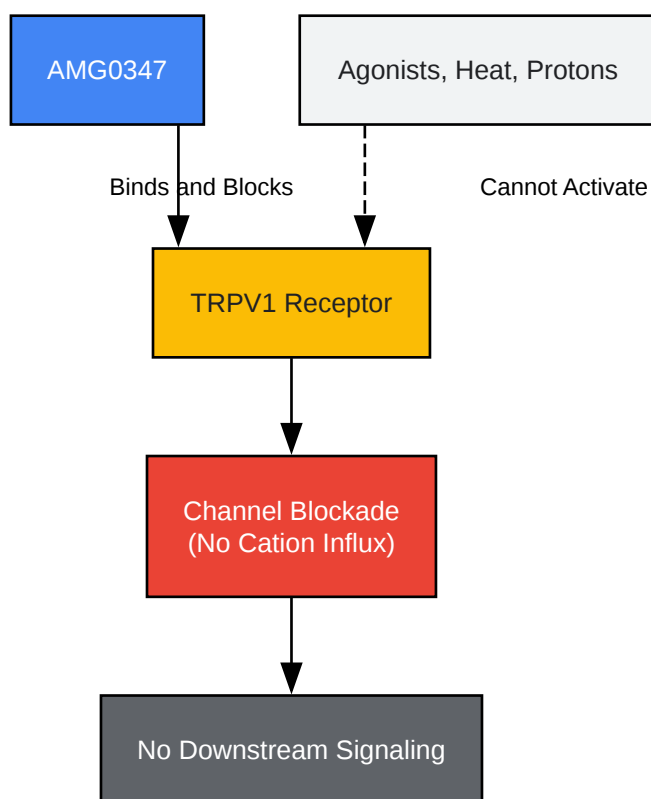 AMG0347
Agonists, Heat, Protons
Binds and Blocks
Cannot Activate
TRPV1 Receptor
Channel Blockade
(No Cation Influx)
No Downstream Signaling